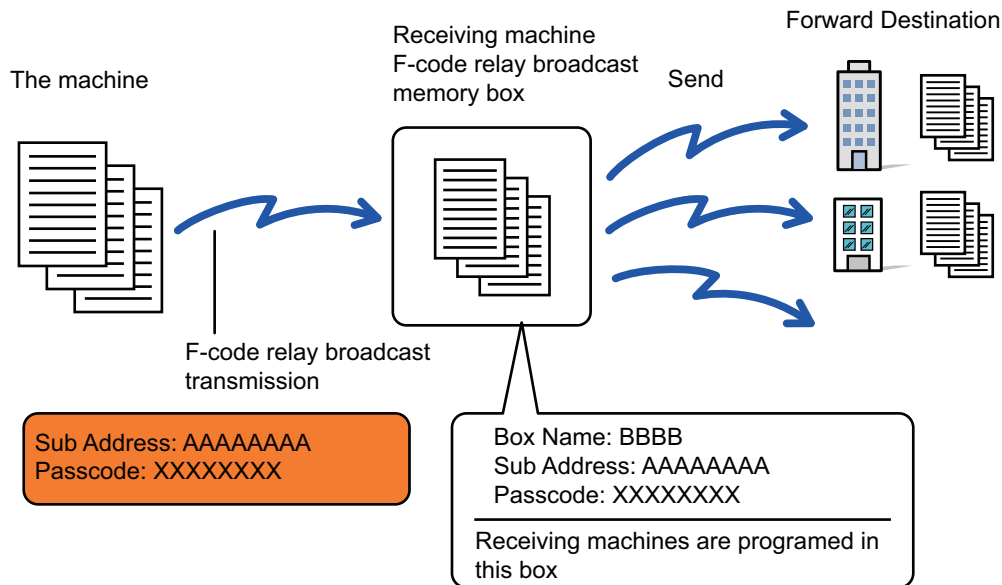 The machine
Receiving machine
F-code relay broadcast
memory box
Send
Forward Destination
F-code relay broadcast
transmission
Sub Address: AAAAAAAA
Passcode: XXXXXXXX
Box Name: BBBB
Sub Address: AAAAAAAA
Passcode: XXXXXXXX
Receiving machines are programed in
this box